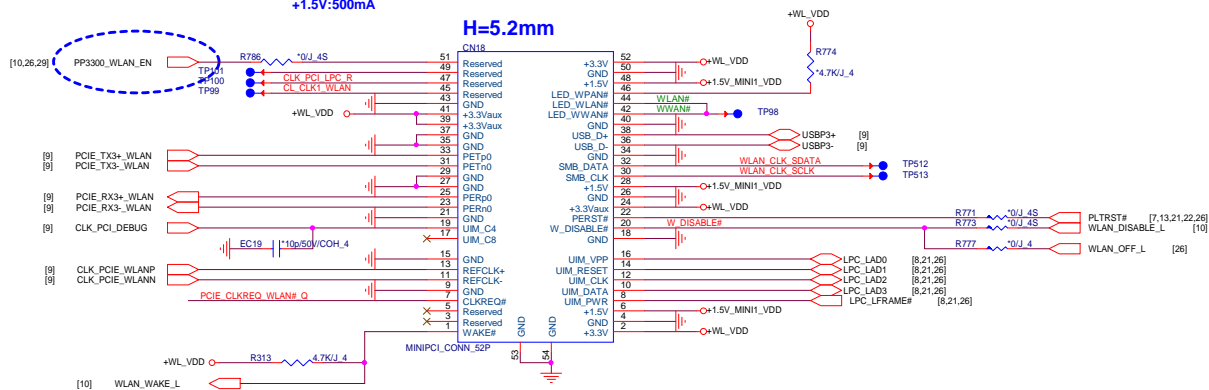 +1.5V:500mA
H=5.2mm
CN18
+WL_VDD
R774
*4.7K/J_4
[10,26,29] PP3300_WLAN_EN R786 *0/J_4S 51 Reserved +3.3V 52 +WL_VDD
TP101 49 Reserved GND 50
TP100 CLK_PCI_LPC_R 47 Reserved +1.5V 48 +1.5V_MINI1_VDD
TP99 CL_CLK1_WLAN 45 Reserved LED_WPAN# 46
43 GND LED_WLAN# 44 WLAN#
+WL_VDD 41 +3.3Vaux LED_WWAN# 42 WWAN# TP98
39 +3.3Vaux GND 40
37 GND USB_D+ 38 USBP3+ [9]
35 GND USB_D- 36 USBP3- [9]
[9] PCIE_TX3+_WLAN 33 PETp0 GND 34
[9] PCIE_TX3-_WLAN 31 PETn0 SMB_DATA 32 WLAN_CLK_SDATA TP512
29 GND SMB_CLK 30 WLAN_CLK_SCLK TP513
27 GND +1.5V 28 +1.5V_MINI1_VDD
[9] PCIE_RX3+_WLAN 25 PERp0 GND 26
[9] PCIE_RX3-_WLAN 23 PERn0 +3.3Vaux 24 +WL_VDD
21 GND PERST# 22 R771 *0/J_4S PLTRST# [7,13,21,22,26]
[9] CLK_PCI_DEBUG 19 UIM_C4 W_DISABLE# 20 W_DISABLE# R773 *0/J_4S WLAN_DISABLE_L [10]
17 UIM_C8 GND 18
R777 *0/J_4 WLAN_OFF_L [26]
EC19 *10p/50V/COH_4
15 GND UIM_VPP 16 LPC_LAD0 [8,21,26]
[9] CLK_PCIE_WLANP 13 REFCLK+ UIM_RESET 14 LPC_LAD1 [8,21,26]
[9] CLK_PCIE_WLANN 11 REFCLK- UIM_CLK 12 LPC_LAD2 [8,21,26]
9 GND UIM_DATA 10 LPC_LAD3 [8,21,26]
PCIE_CLKREQ_WLAN#_Q 7 CLKREQ# UIM_PWR 8 LPC_LFRAME# [8,21,26]
5 Reserved +1.5V 6 +1.5V_MINI1_VDD
3 Reserved GND 4
1 WAKE# +3.3V 2 +WL_VDD
GND GND
MINIPCI_CONN_52P 53 54
+WL_VDD R313 4.7K/J_4
[10] WLAN_WAKE_L